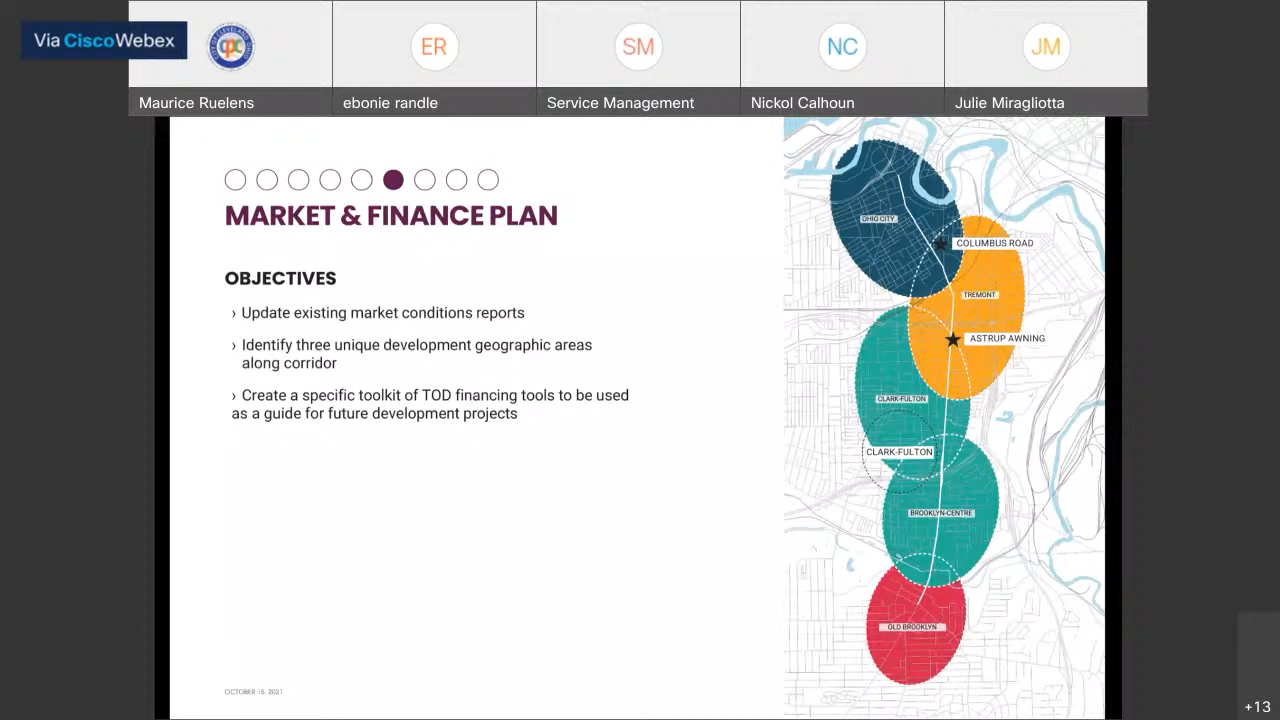 Via Cisco Webex
ER
SM
NC
JM
Maurice Ruelens
ebonie randle
Service Management
Nickol Calhoun
Julie Miragliotta
MARKET & FINANCE PLAN
OBJECTIVES
› Update existing market conditions reports
› Identify the unique development geographic areas
along corridor
› Create a specific toolkit of TOD financing tools to be used
as a guide for future development projects
OHIO CITY
COLUMBUS ROAD
TREMONT
ASTRUP AWNING
CLARK-FULTON
CLARK-FULTON
BROOKLYN-CENTRE
OLD BROOKLYN
OCTOBER 15, 2021
+13